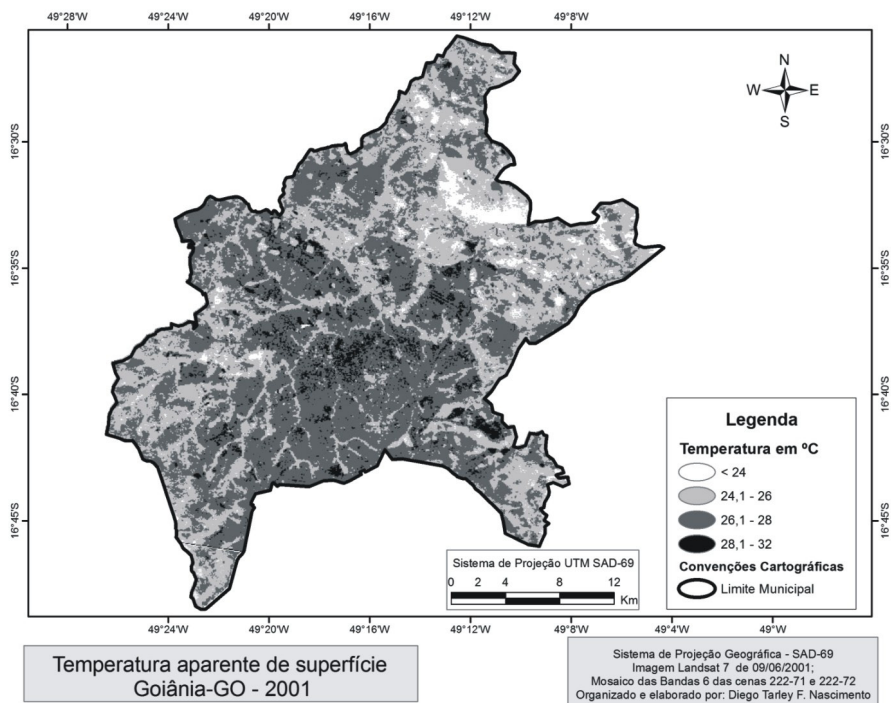 49°28'W 49°24'W 49°20'W 49°16'W 49°12'W 49°8'W
N
W E
S
16°30'S 16°30'S
16°35'S 16°35'S
16°40'S 16°40'S
16°45'S 16°45'S
Legenda
Temperatura em ºC
< 24
24,1 - 26
26,1 - 28
28,1 - 32
Convenções Cartográficas
Limite Municipal
Sistema de Projeção UTM SAD-69
0 2 4 8 12
Km
49°24'W 49°20'W 49°16'W 49°12'W 49°8'W 49°4'W 49°W
Temperatura aparente de superfície
Goiânia-GO - 2001
Sistema de Projeção Geográfica - SAD-69
Imagem Landsat 7 de 09/06/2001;
Mosaico das Bandas 6 das cenas 222-71 e 222-72
Organizado e elaborado por: Diego Tarley F. Nascimento